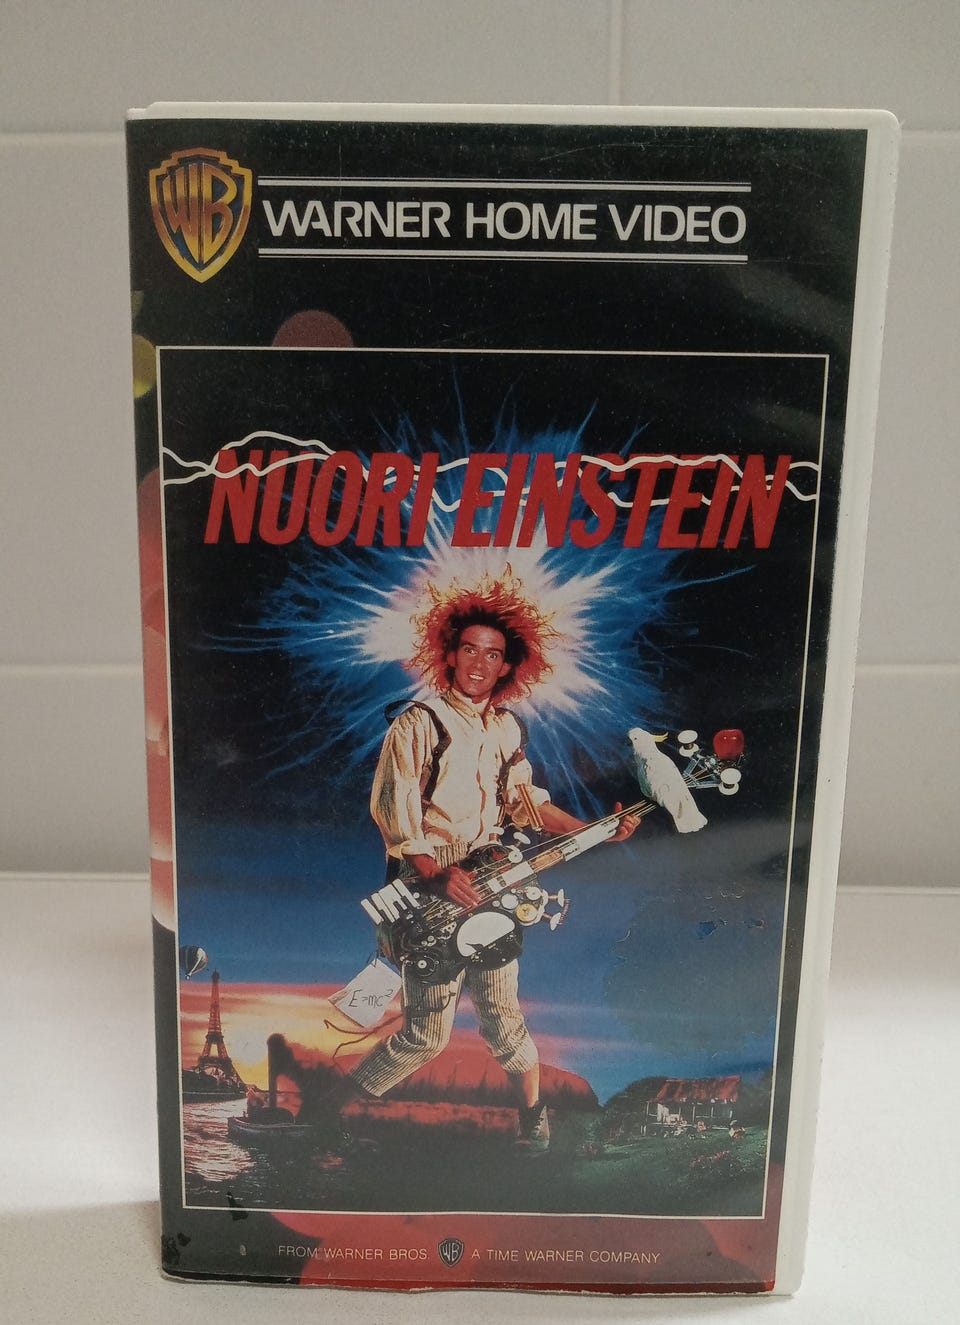 WB WARNER HOME VIDEO
NUORI EINSTEIN
E=mc²
FROM WARNER BROS. WB A TIME WARNER COMPANY